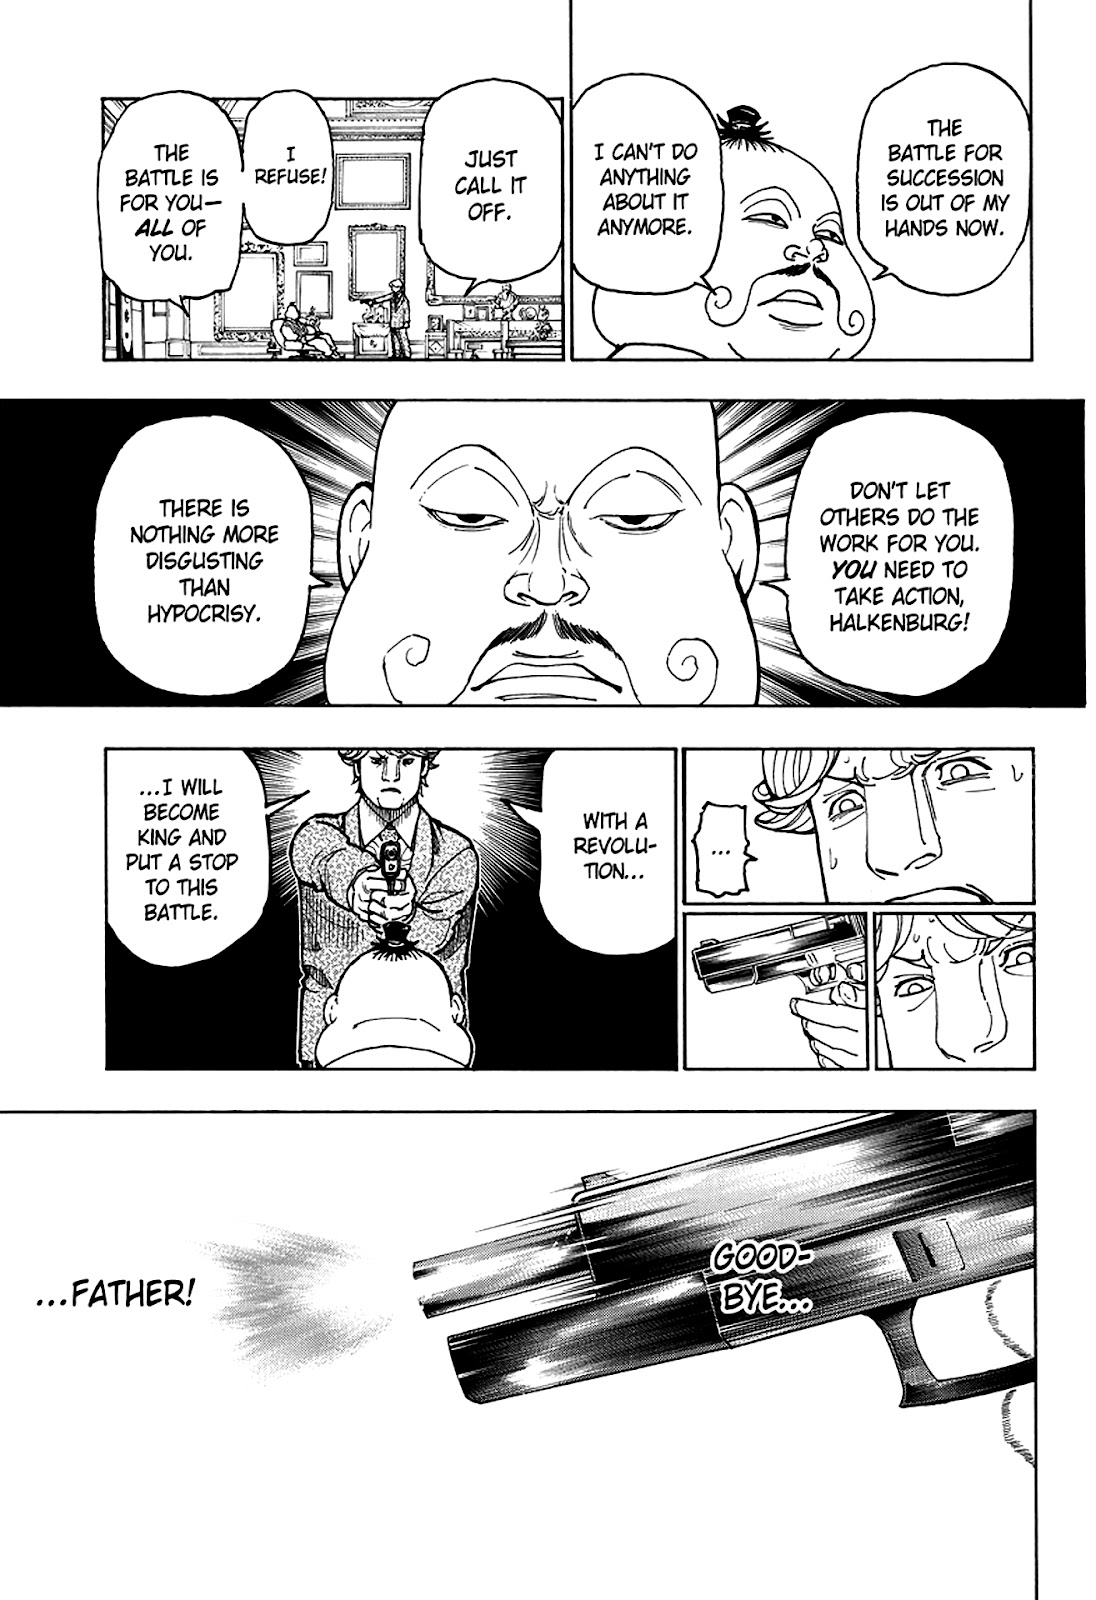 THE
BATTLE FOR
SUCCESSION
IS OUT OF MY
HANDS NOW.
I CAN'T DO
ANYTHING
ABOUT IT
ANYMORE.
JUST
CALL IT
OFF.
I
REFUSE!
THE
BATTLE IS
FOR YOU—
ALL OF
YOU.
DON'T LET
OTHERS DO THE
WORK FOR YOU.
YOU NEED TO
TAKE ACTION,
HALKENBURG!
THERE IS
NOTHING MORE
DISGUSTING
THAN
HYPOCRISY.
...
WITH A
REVOLU-
TION...
...I WILL
BECOME
KING AND
PUT A STOP
TO THIS
BATTLE.
GOOD-
BYE...
...FATHER!